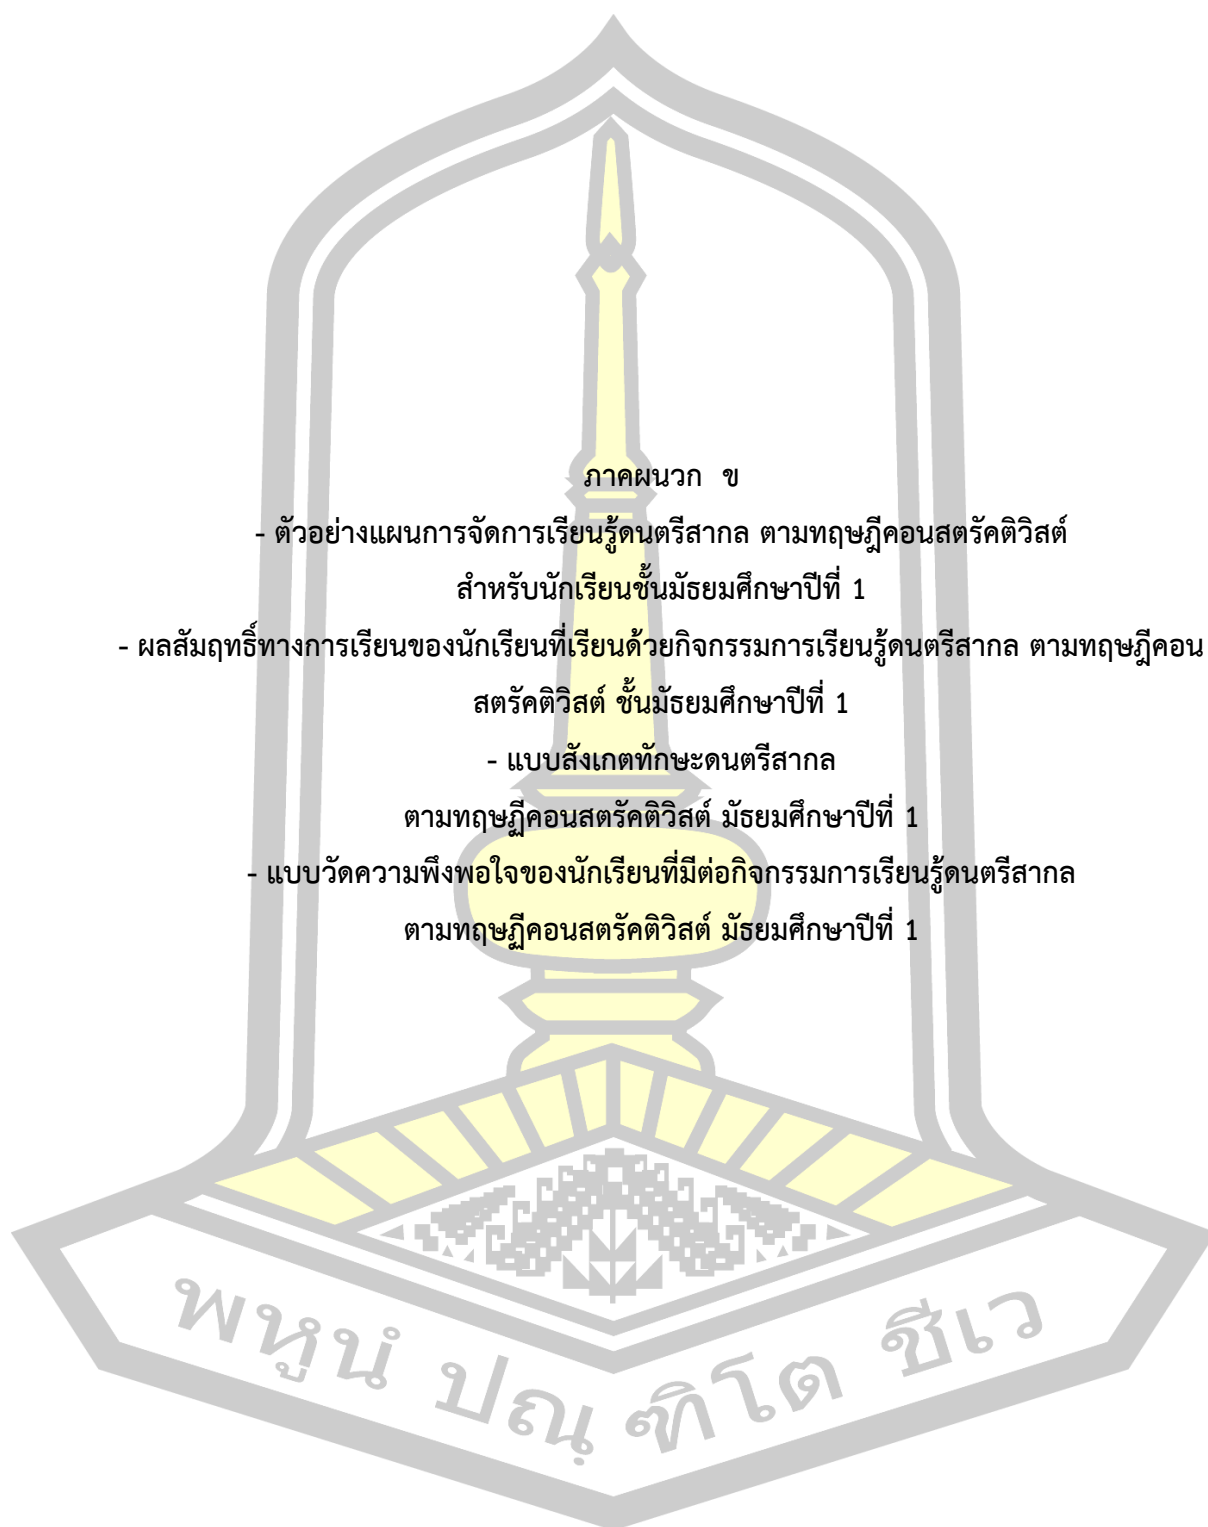 ภาคผนวก ข
- ตัวอย่างแผนการจัดการเรียนรู้ดนตรีสากล ตามทฤษฎีคอนสตรัคติวิสต์
สำหรับนักเรียนชั้นมัธยมศึกษาปีที่ 1
- ผลสัมฤทธิ์ทางการเรียนของนักเรียนที่เรียนด้วยกิจกรรมการเรียนรู้ดนตรีสากล ตามทฤษฎีคอน
สตรัคติวิสต์ ชั้นมัธยมศึกษาปีที่ 1
- แบบสังเกตทักษะดนตรีสากล
ตามทฤษฏีคอนสตรัคติวิสต์ มัธยมศึกษาปีที่ 1
- แบบวัดความพึงพอใจของนักเรียนที่มีต่อกิจกรรมการเรียนรู้ดนตรีสากล
ตามทฤษฏีคอนสตรัคติวิสต์ มัธยมศึกษาปีที่ 1
พหูนํ ปณฺฑิโต ชีเว